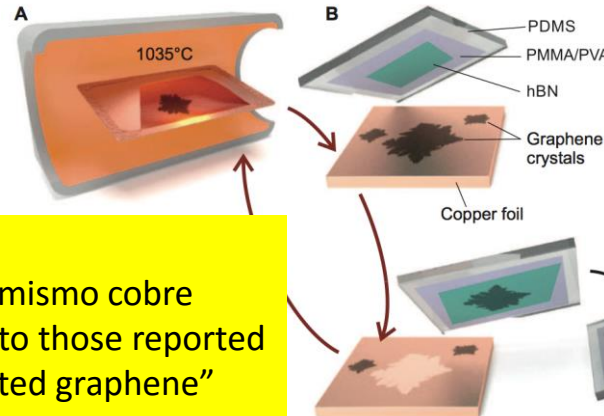 A
1035°C
B
PDMS
PMMA/PVA
hBN
Graphene
crystals
Copper foil
mismo cobre
to those reported
ted graphene”